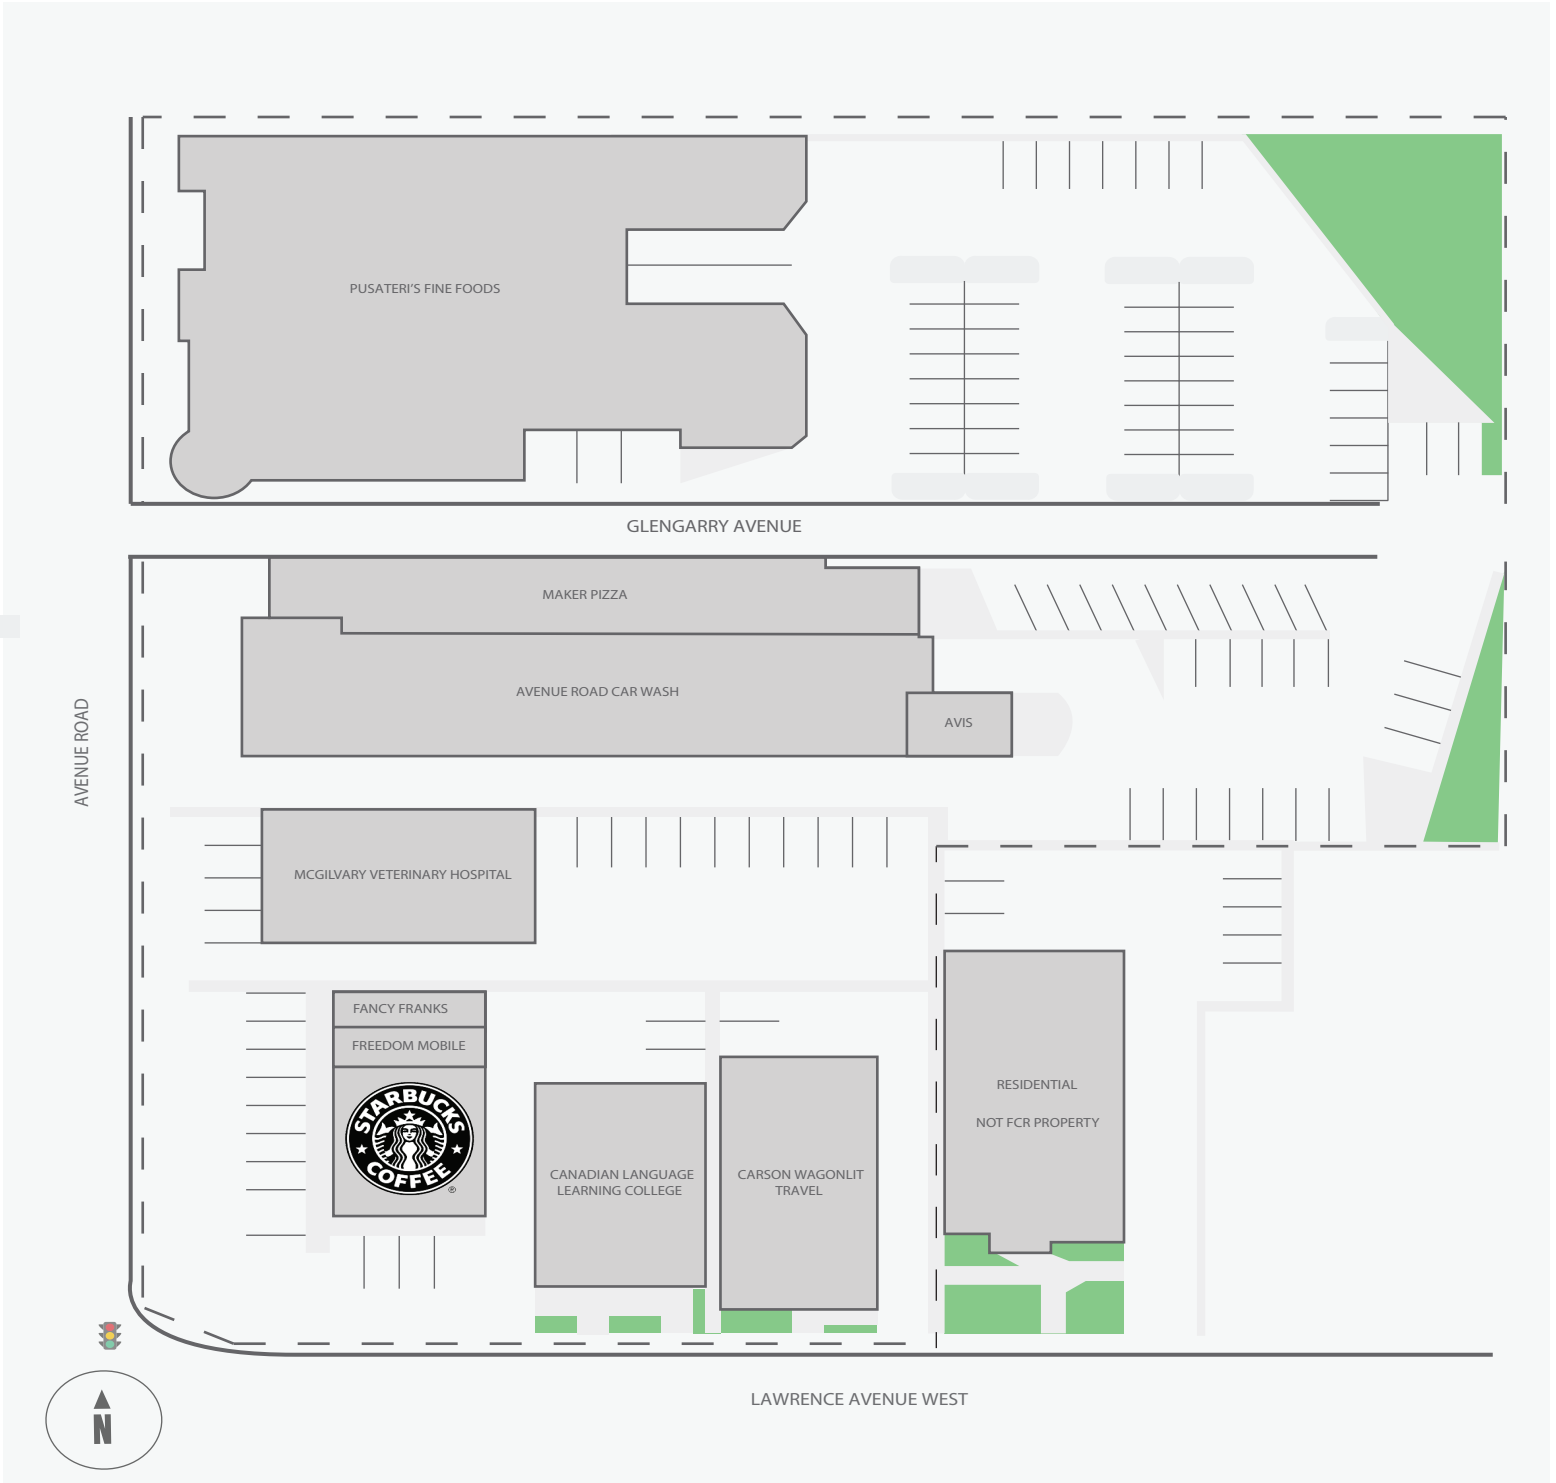 PUSATERI'S FINE FOODS
GLENGARRY AVENUE
MAKER PIZZA
AVENUE ROAD CAR WASH
AVIS
AVENUE ROAD
MCGILVARY VETERINARY HOSPITAL
FANCY FRANKS
FREEDOM MOBILE
STARBUCKS
COFFEE
®
CANADIAN LANGUAGE
LEARNING COLLEGE
CARSON WAGONLIT
TRAVEL
RESIDENTIAL
NOT FCR PROPERTY
LAWRENCE AVENUE WEST
N